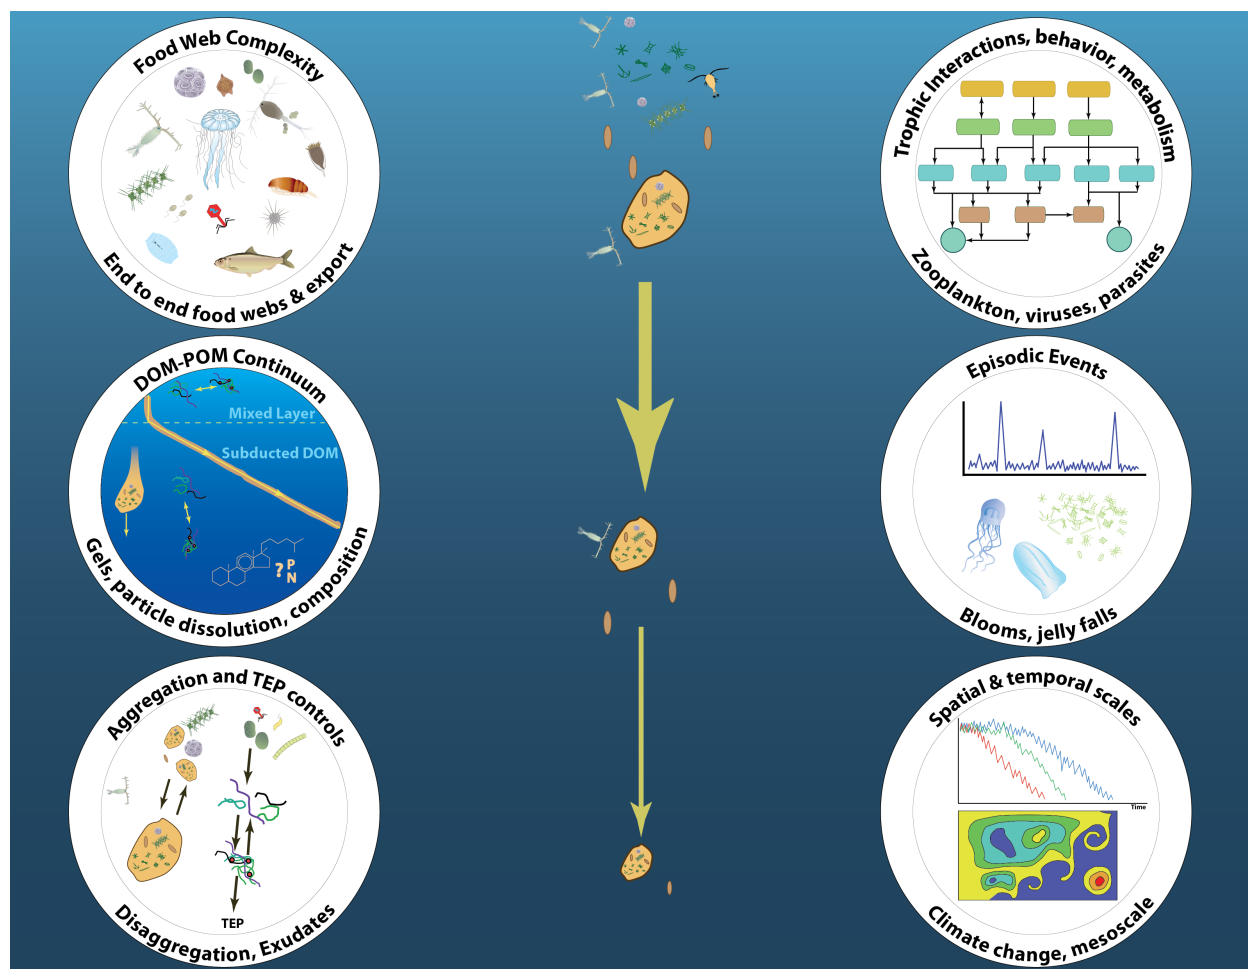 Food Web Complexity
End to end food webs & export
Trophic Interactions, behavior, metabolism
Zooplankton, viruses, parasites
DOM-POM Continuum
Mixed Layer
Subducted DOM
? P
N
Gels, particle dissolution, composition
Episodic Events
Blooms, jelly falls
Aggregation and TEP controls
TEP
Disaggregation, Exudates
Spatial & temporal scales
Time
Climate change, mesoscale